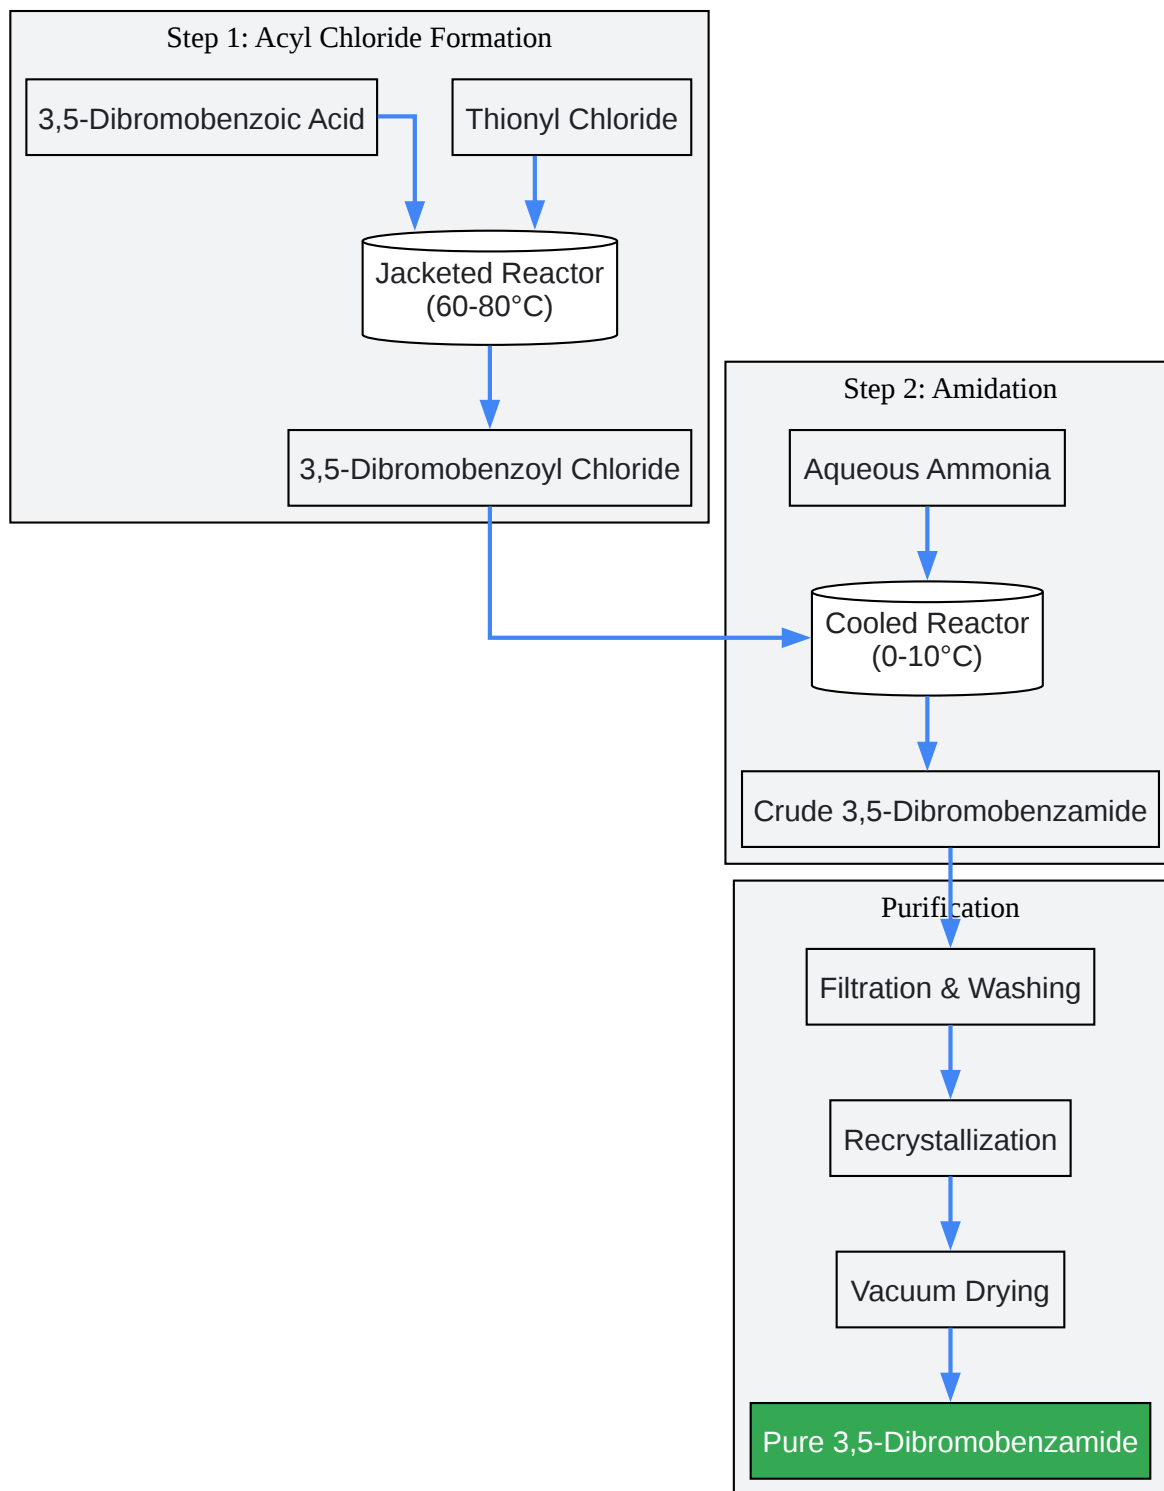 Step 1: Acyl Chloride Formation
3,5-Dibromobenzoic Acid
Thionyl Chloride
Jacketed Reactor
(60-80°C)
3,5-Dibromobenzoyl Chloride
Step 2: Amidation
Aqueous Ammonia
Cooled Reactor
(0-10°C)
Crude 3,5-Dibromobenzamide
Purification
Filtration & Washing
Recrystallization
Vacuum Drying
Pure 3,5-Dibromobenzamide